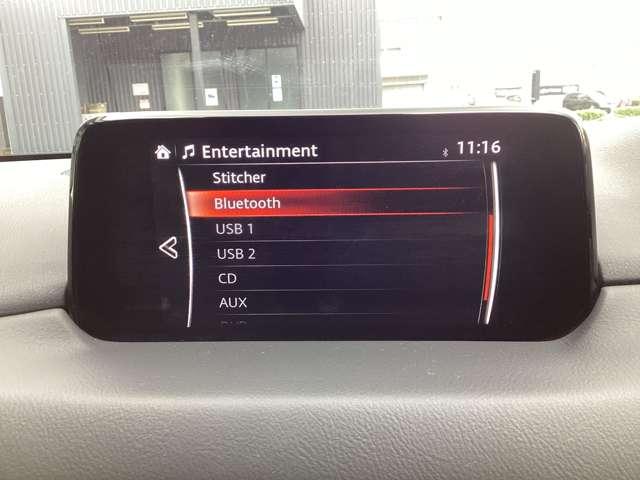 Entertainment
11:16
Stitcher
Bluetooth
USB 1
USB 2
CD
AUX